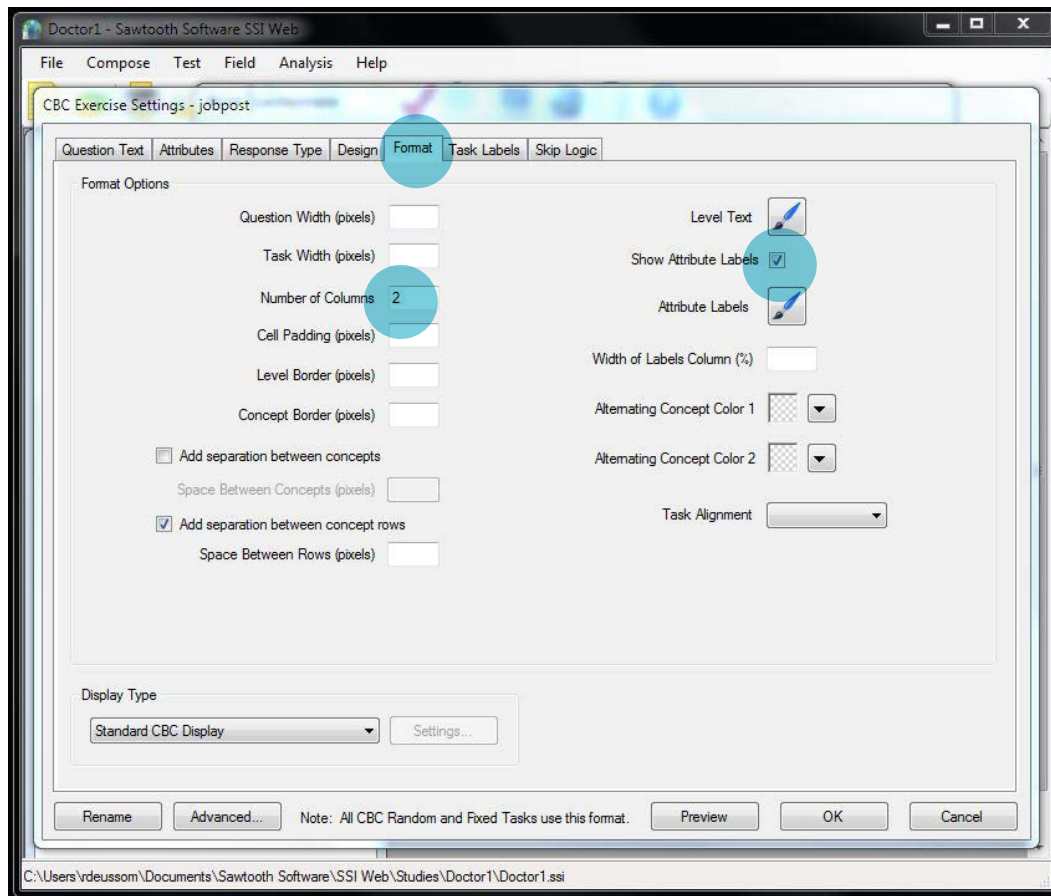 Doctor1 - Sawtooth Software SSI Web
File Compose Test Field Analysis Help
CBC Exercise Settings - jobpost
Question Text Attributes Response Type Design Format Task Labels Skip Logic
Format Options
Question Width (pixels)
Level Text
Task Width (pixels)
Show Attribute Labels
Number of Columns 2
Attribute Labels
Cell Padding (pixels)
Width of Labels Column (%)
Level Border (pixels)
Alternating Concept Color 1
Concept Border (pixels)
Add separation between concepts
Alternating Concept Color 2
Space Between Concepts (pixels)
Task Alignment
Add separation between concept rows
Space Between Rows (pixels)
Display Type
Standard CBC Display Settings...
Rename Advanced... Note: All CBC Random and Fixed Tasks use this format. Preview OK Cancel
C:\Users\rdeussom\Documents\Sawtooth Software\SSI Web\Studies\Doctor1\Doctor1.ssi